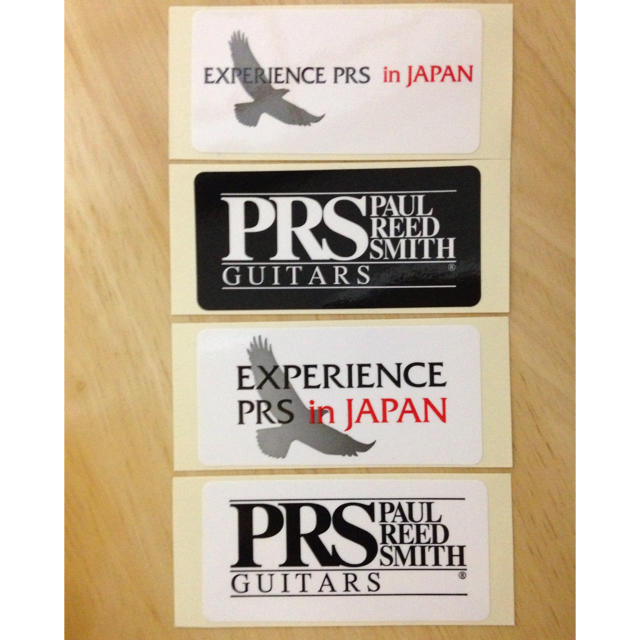 EXPERIENCE PRS in JAPAN
PRS PAUL
REED
SMITH
GUITARS ®
EXPERIENCE
PRS in JAPAN
PRS PAUL
REED
SMITH
GUITARS ®